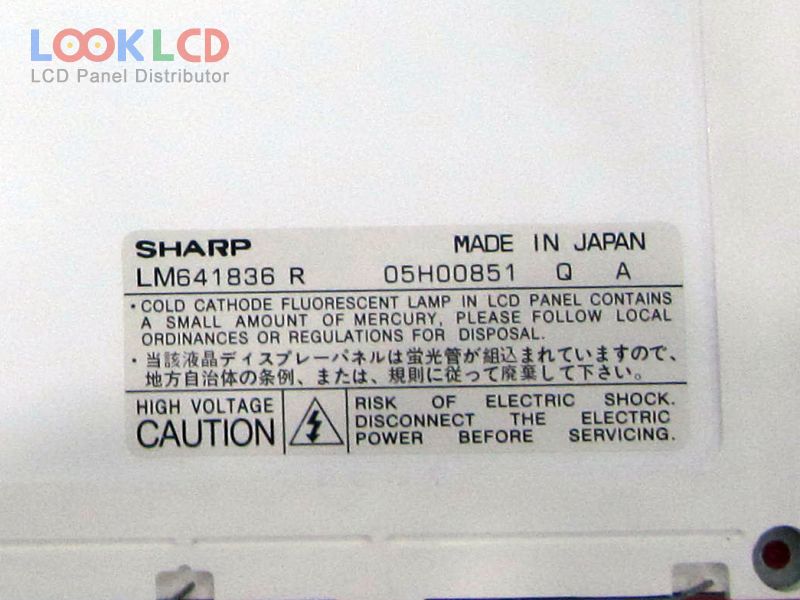 LOOK LCD
LCD Panel Distributor
SHARP MADE IN JAPAN
LM641836 R 05H00851 Q A
・COLD CATHODE FLUORESCENT LAMP IN LCD PANEL CONTAINS
A SMALL AMOUNT OF MERCURY, PLEASE FOLLOW LOCAL
ORDINANCES OR REGULATIONS FOR DISPOSAL.
・当該液晶ディスプレーパネルは蛍光管が組込まれていますので、
地方自治体の条例、または、規則に従って廃棄して下さい。
HIGH VOLTAGE
CAUTION
RISK OF ELECTRIC SHOCK.
DISCONNECT THE ELECTRIC
POWER BEFORE SERVICING.